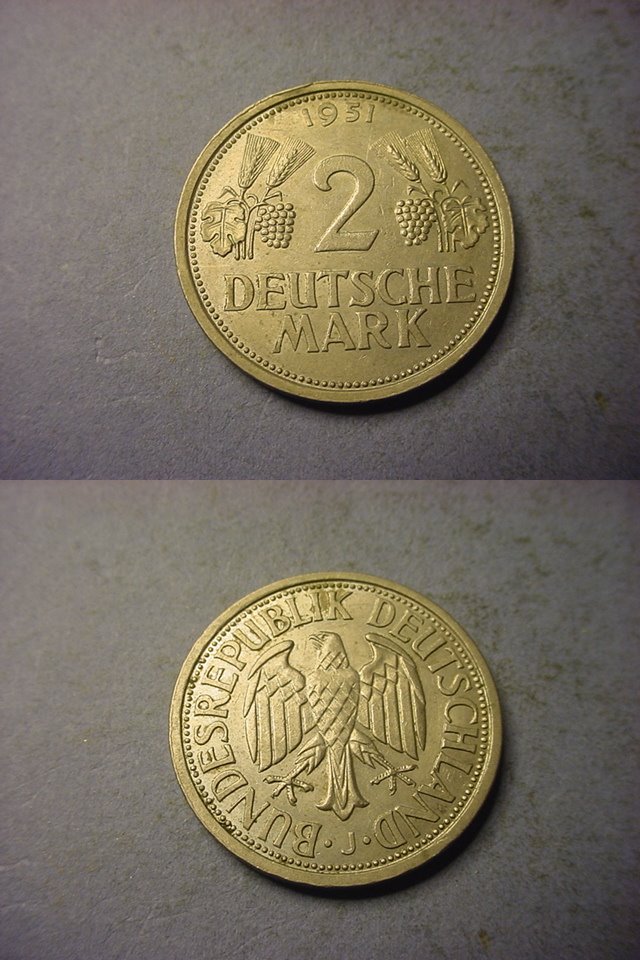 1951
2
DEUTSCHE
MARK
BUNDESREPUBLIK DEUTSCHLAND
· J ·